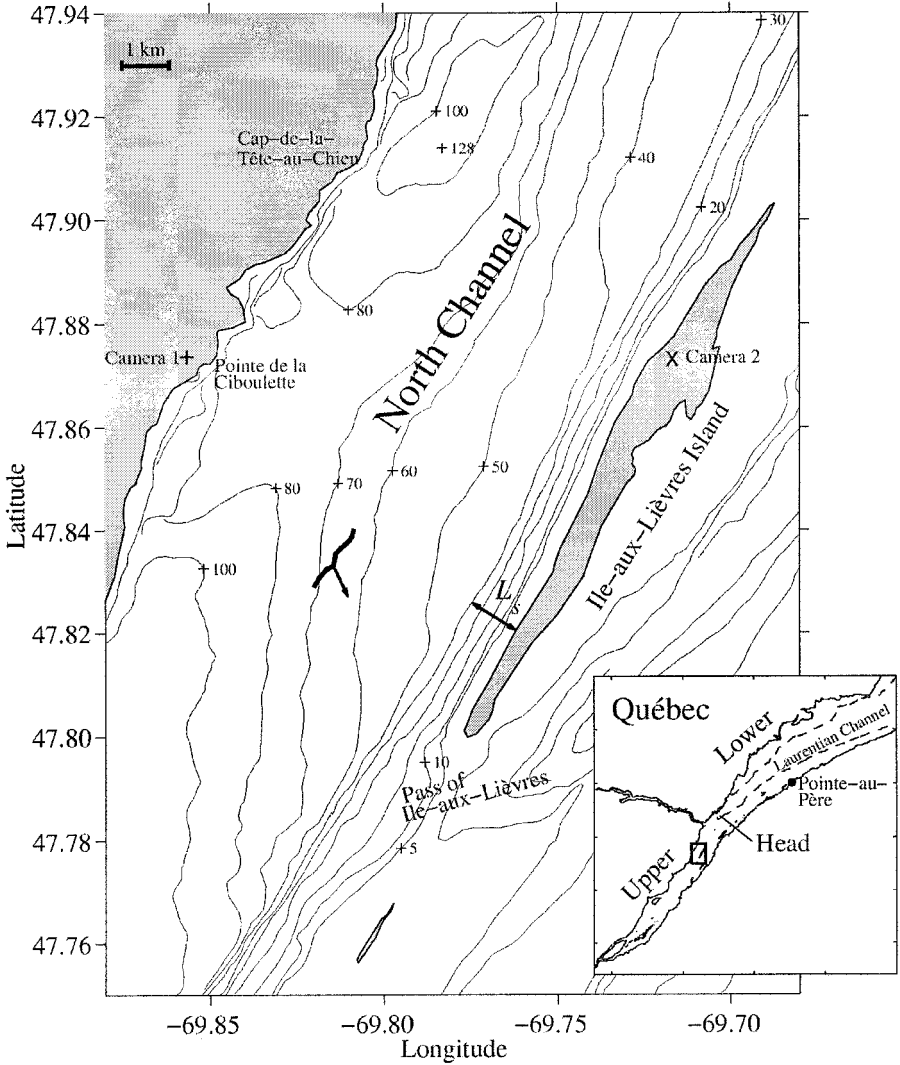 47.94
47.92
47.90
47.88
47.86
47.84
47.82
47.80
47.78
47.76
Latitude
1 km
30
100
128
40
20
Cap-de-la-
Tête-au-Chien
North Channel
80
Camera 1
Pointe de la
Ciboulette
Camera 2
Ile-aux-Lièvres Island
80
70
60
50
100
L
s
10
Pass of
Ile-aux-Lièvres
5
Québec
Lower
Laurentian Channel
Pointe-au-
Père
Head
Upper
-69.85
-69.80
-69.75
-69.70
Longitude